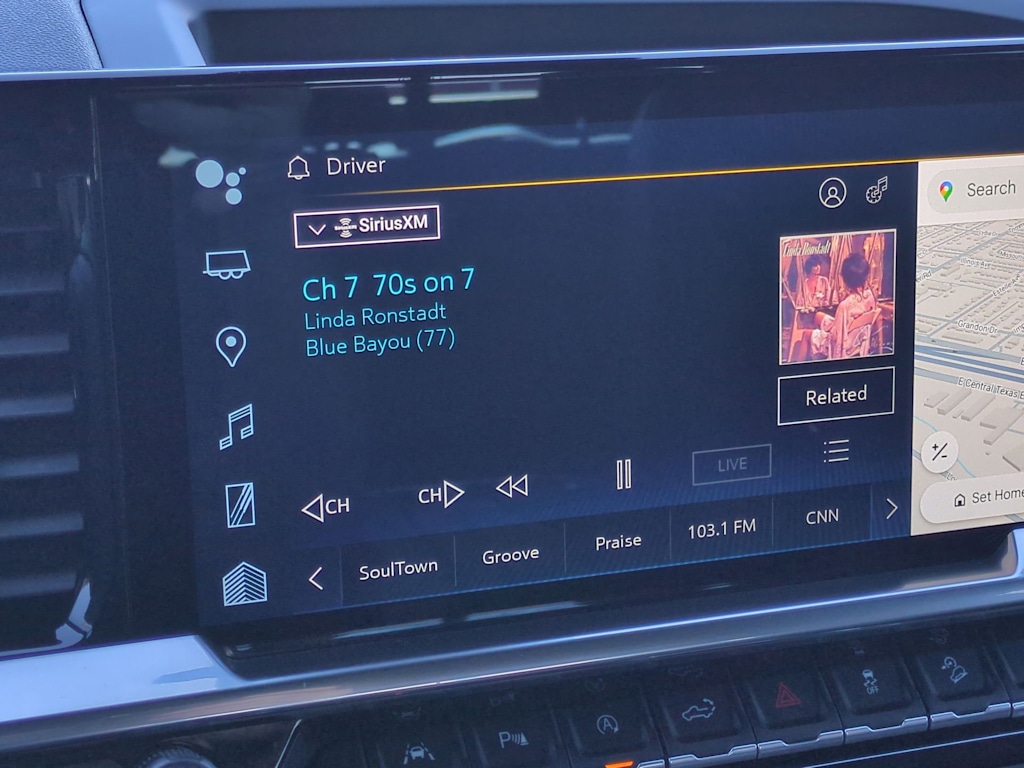 Driver
SiriusXM
Ch 7 70s on 7
Linda Ronstadt
Blue Bayou (77)
Linda Ronstadt
Related
Search
Grandon Dr
E Central Texas E
Set Home
CH
CH
LIVE
SoulTown
Groove
Praise
103.1 FM
CNN
P
A
OFF